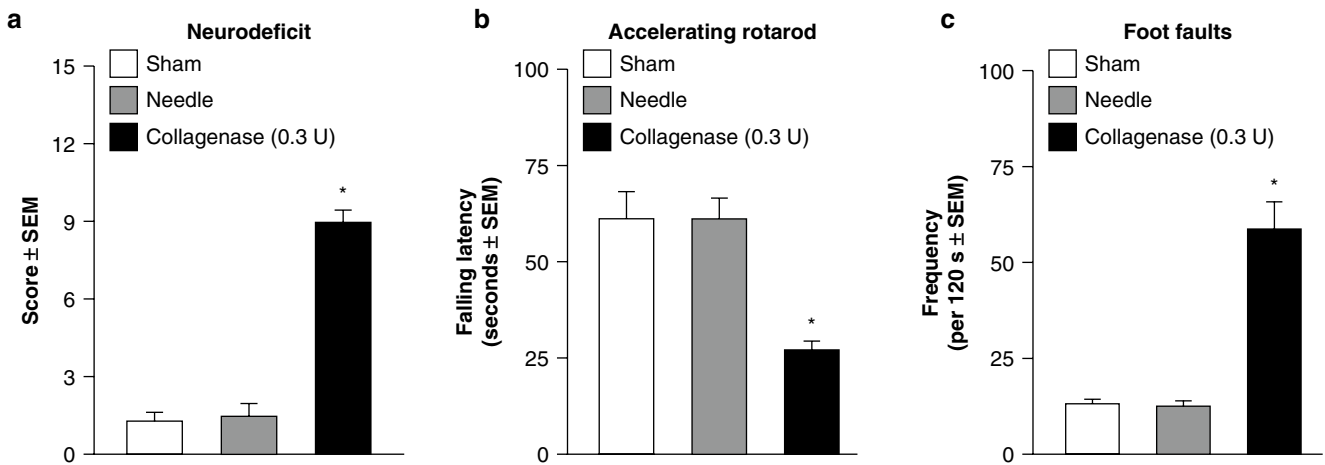 a
Neurodeficit
Sham
Needle
Collagenase (0.3 U)
Score ± SEM
15
12
9
6
3
0
*
b
Accelerating rotarod
Sham
Needle
Collagenase (0.3 U)
Falling latency
(seconds ± SEM)
100
75
50
25
0
*
c
Foot faults
Sham
Needle
Collagenase (0.3 U)
Frequency
(per 120 s ± SEM)
100
75
50
25
0
*